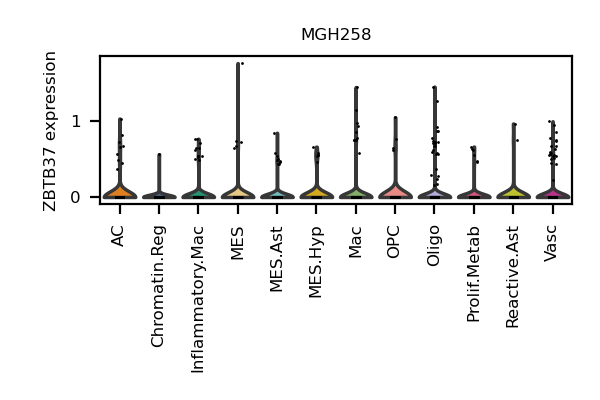 MGH258
ZBTB37 expression
1
0
AC
Chromatin.Reg
Inflammatory.Mac
MES
MES.Ast
MES.Hyp
Mac
OPC
Oligo
Prolif.Metab
Reactive.Ast
Vasc